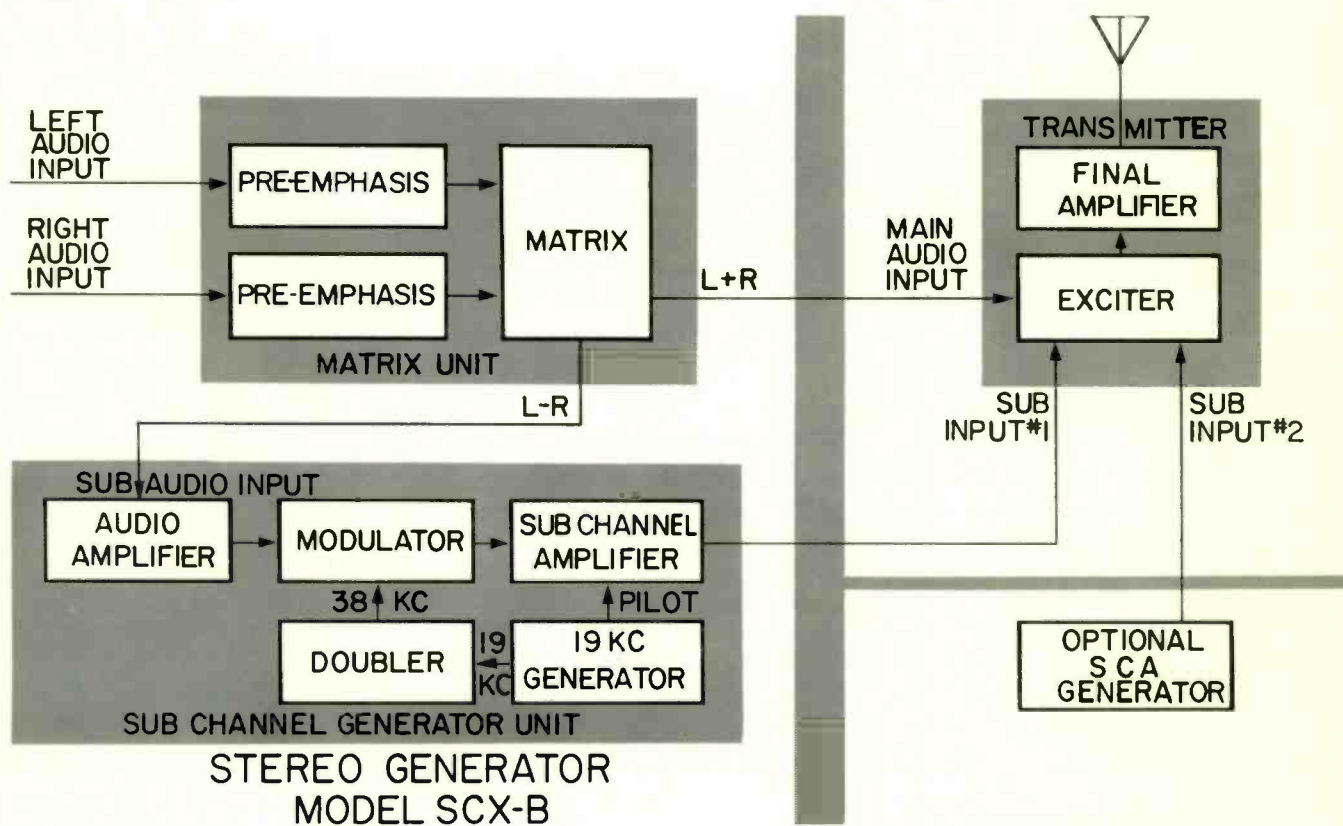 LEFT
AUDIO
INPUT
RIGHT
AUDIO
INPUT
PRE-EMPHASIS
PRE-EMPHASIS
MATRIX
MATRIX UNIT
L+R
L-R
MAIN
AUDIO
INPUT
TRANSMITTER
FINAL
AMPLIFIER
EXCITER
SUB
INPUT#1
SUB
INPUT#2
OPTIONAL
SCA
GENERATOR
SUB AUDIO INPUT
AUDIO
AMPLIFIER
MODULATOR
SUB CHANNEL
AMPLIFIER
38 KC
PILOT
DOUBLER
19
KC
19 KC
GENERATOR
SUB CHANNEL GENERATOR UNIT
STEREO GENERATOR
MODEL SCX-B